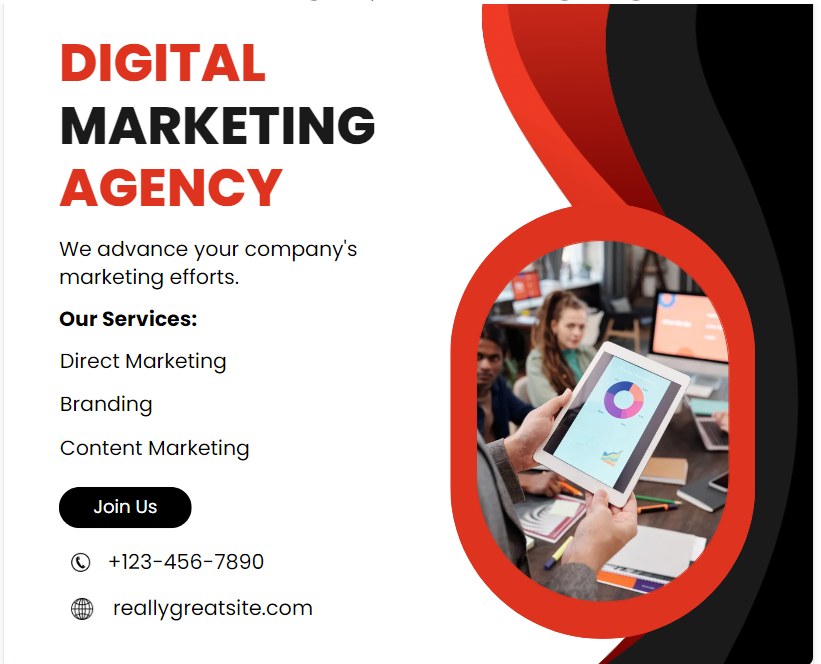 DIGITAL
MARKETING
AGENCY
We advance your company's
marketing efforts.
Our Services:
Direct Marketing
Branding
Content Marketing
Join Us
+123-456-7890
reallygreatsite.com